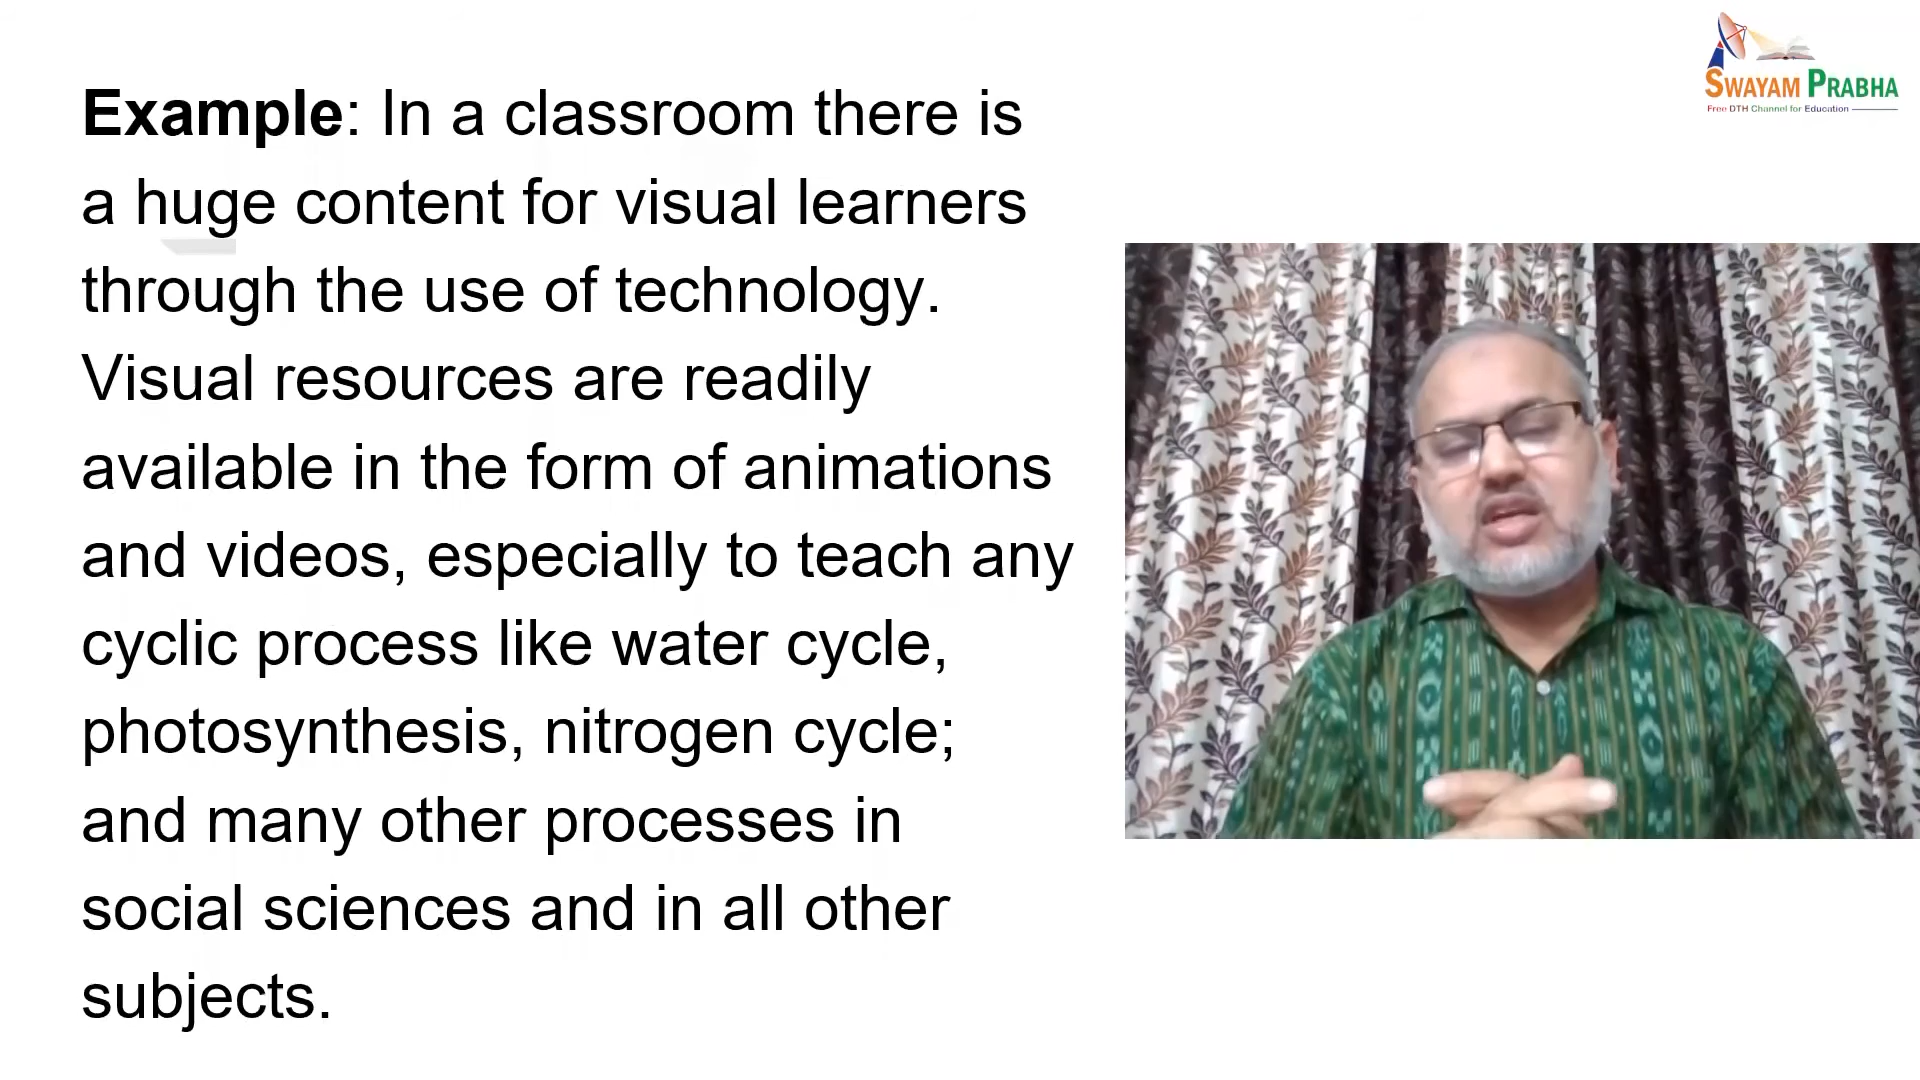 Example: In a classroom there is
a huge content for visual learners
through the use of technology.
Visual resources are readily
available in the form of animations
and videos, especially to teach any
cyclic process like water cycle,
photosynthesis, nitrogen cycle;
and many other processes in
social sciences and in all other
subjects.
SWAYAM PRABHA
Free DTH Channel for Education